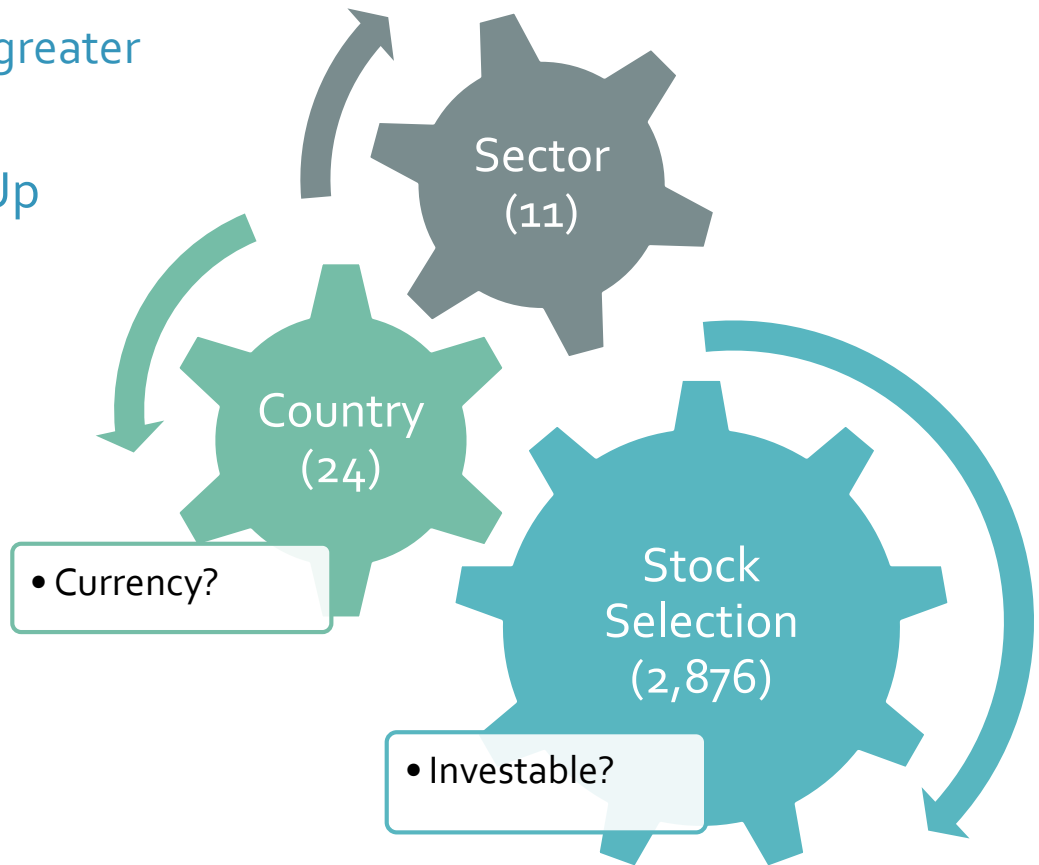 greater
Up
Sector
(11)
Country
(24)
• Currency?
Stock
Selection
(2,876)
• Investable?